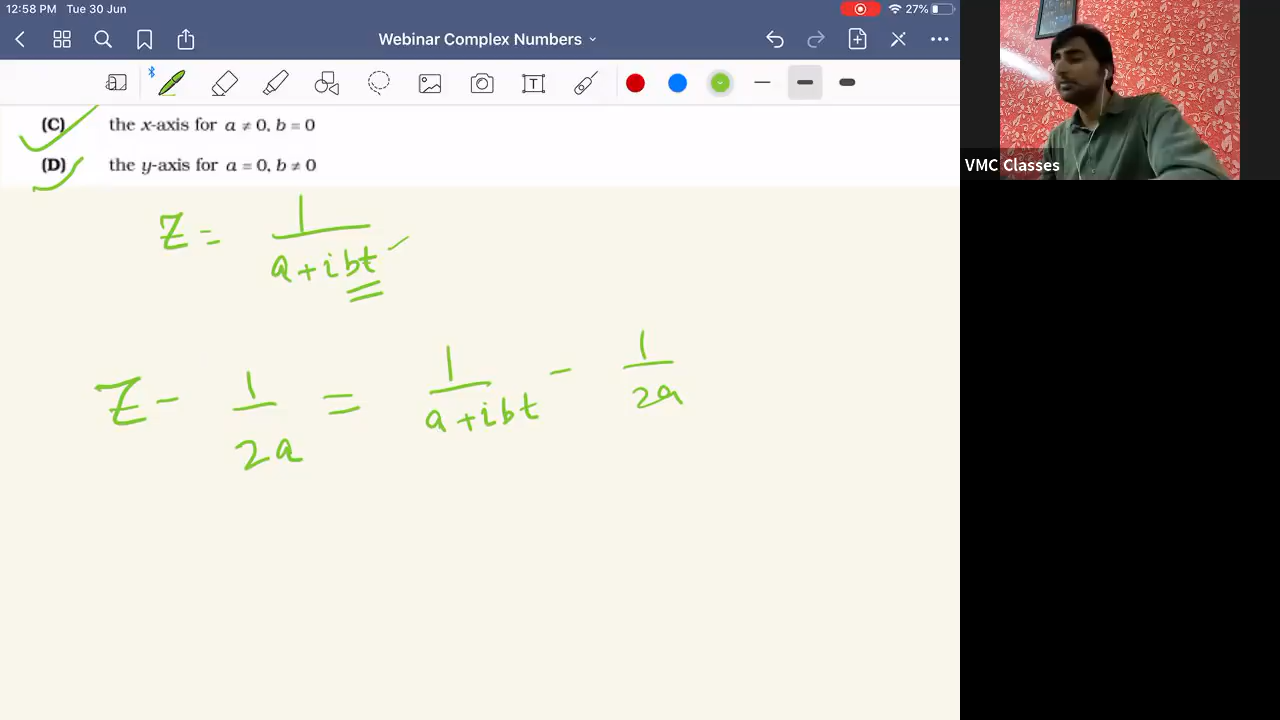 12:58 PM Tue 30 Jun 27%
Webinar Complex Numbers
T
(C) the x-axis for a ≠ 0, b = 0
(D) the y-axis for a = 0, b ≠ 0
VMC Classes
Z = 1/(a+ibt)
Z - 1/2a = 1/(a+ibt) - 1/2a